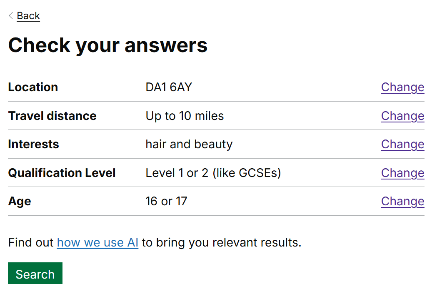 Back
Check your answers
Location DA1 6AY Change
Travel distance Up to 10 miles Change
Interests hair and beauty Change
Qualification Level Level 1 or 2 (like GCSEs) Change
Age 16 or 17 Change
Find out how we use AI to bring you relevant results.
Search